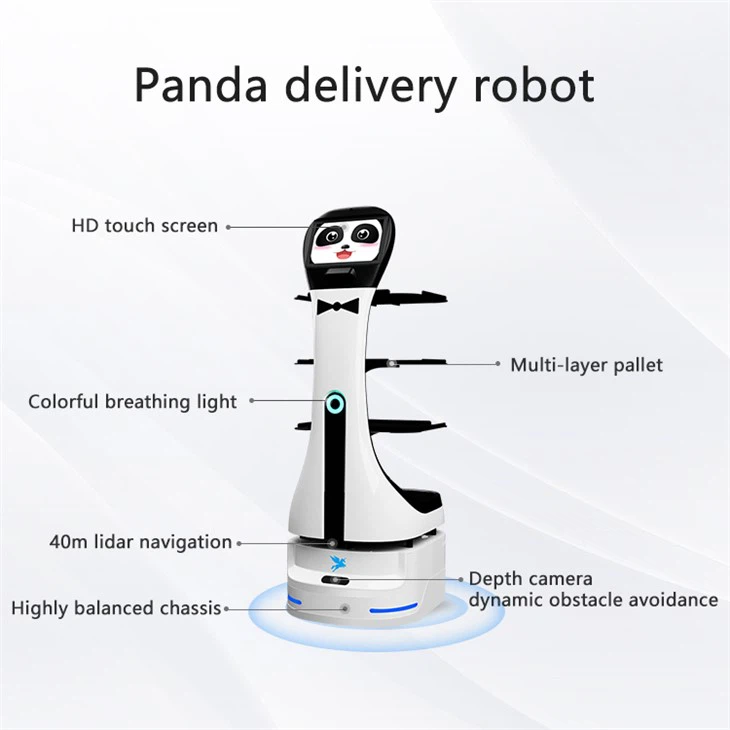 Panda delivery robot
HD touch screen
Multi-layer pallet
Colorful breathing light
40m lidar navigation
Depth camera
dynamic obstacle avoidance
Highly balanced chassis